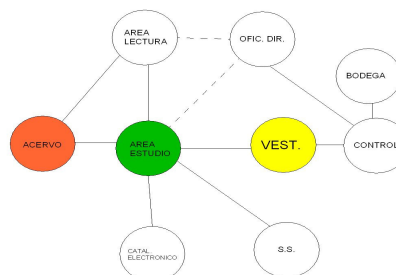 AREA
LECTURA
OFIC. DIR.
BODEGA
ACERVO
AREA
ESTUDIO
VEST.
CONTROL
CATAL
ELECTRONICO
S.S.